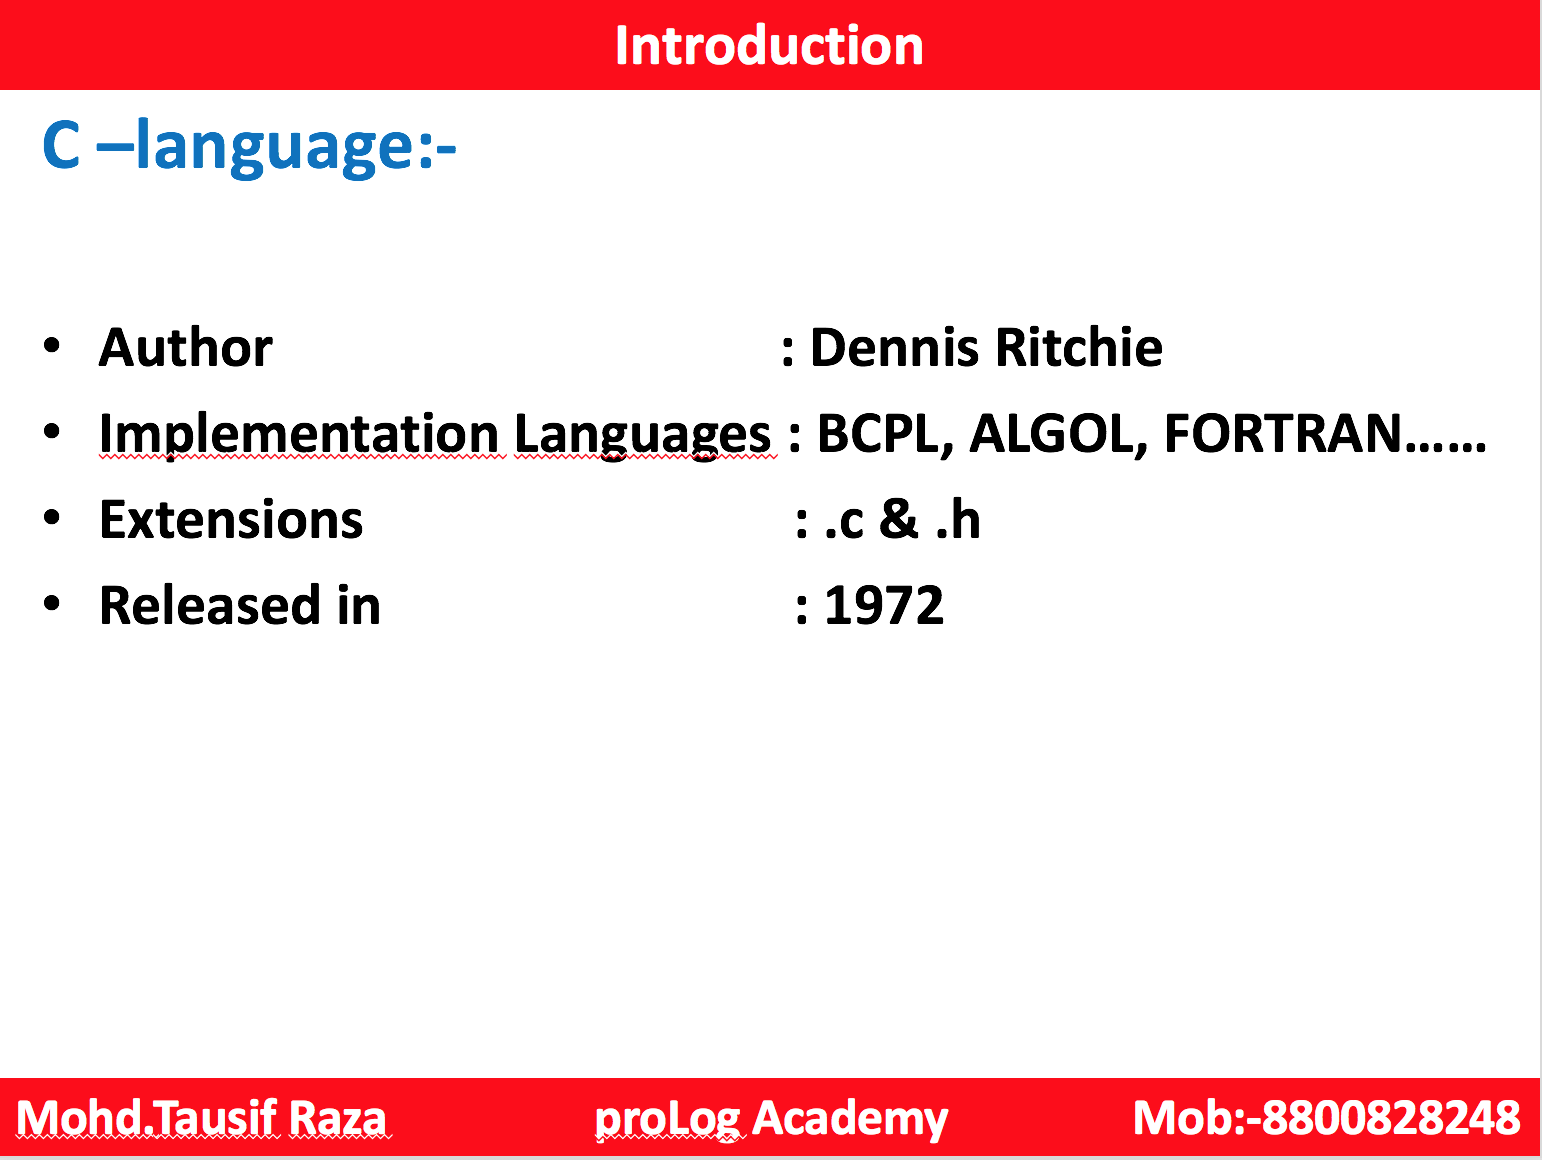 Introduction
C –language:-
• Author : Dennis Ritchie
• Implementation Languages : BCPL, ALGOL, FORTRAN......
• Extensions : .c & .h
• Released in : 1972
Mohd.Tausif Raza proLog Academy Mob:-8800828248